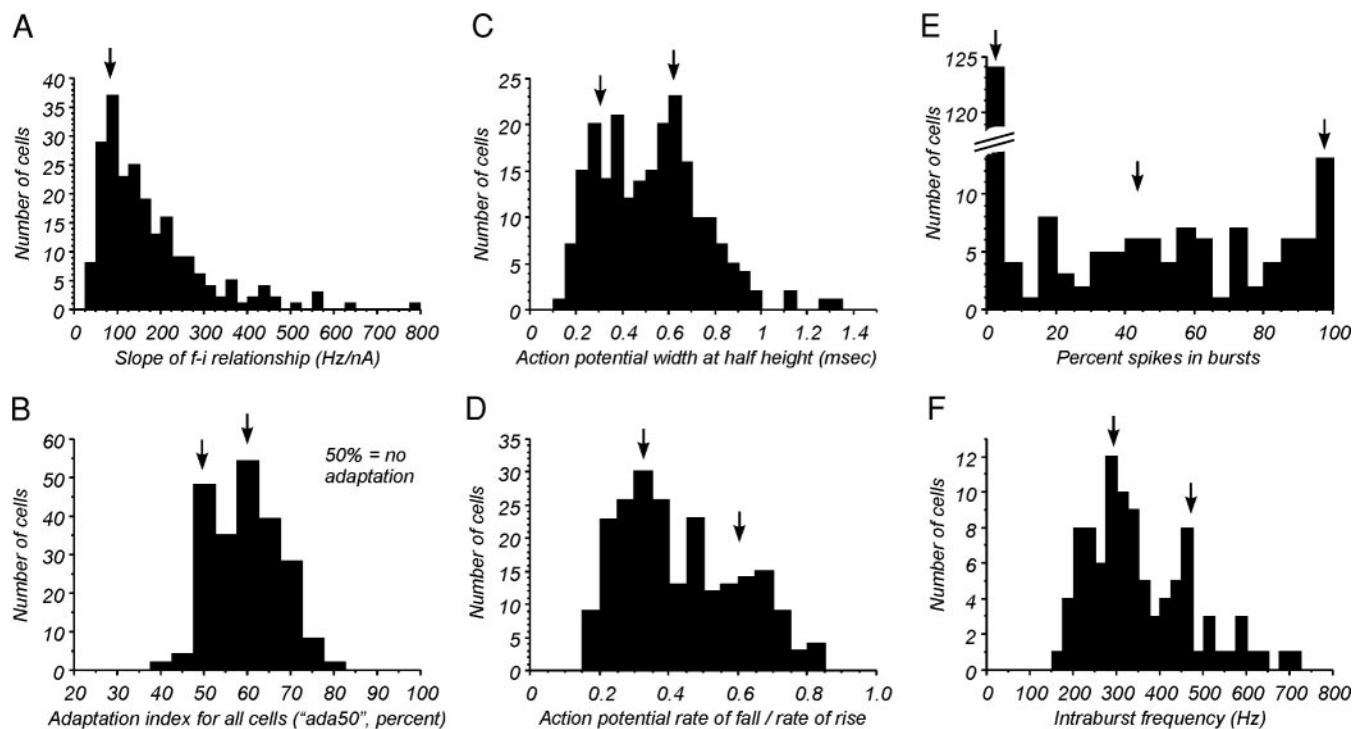 A
Number of cells
40
35
30
25
20
15
10
5
0
0 100 200 300 400 500 600 700 800
Slope of f-i relationship (Hz/nA)
B
Number of cells
60
50
40
30
20
10
0
20 30 40 50 60 70 80 90 100
50% = no
adaptation
Adaptation index for all cells ("ada50", percent)
C
Number of cells
25
20
15
10
5
0
0 0.2 0.4 0.6 0.8 1 1.2 1.4
Action potential width at half height (msec)
D
Number of cells
35
30
25
20
15
10
5
0
0 0.2 0.4 0.6 0.8 1.0
Action potential rate of fall / rate of rise
E
Number of cells
125
120
10
5
0
0 20 40 60 80 100
Percent spikes in bursts
F
Number of cells
12
10
8
6
4
2
0
0 100 200 300 400 500 600 700 800
Intraburst frequency (Hz)